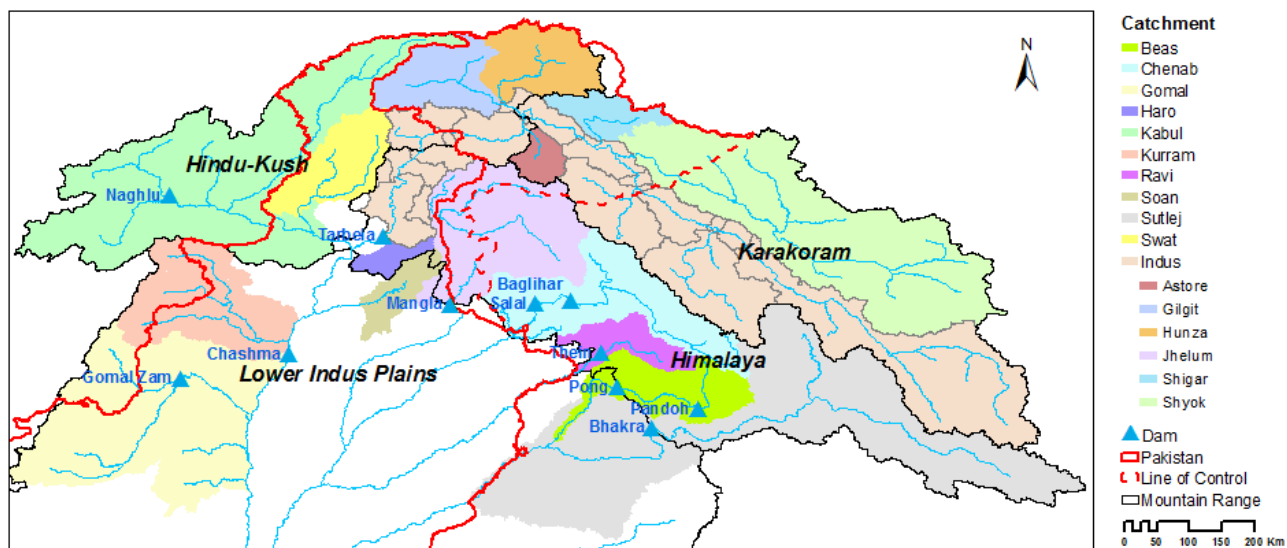 N
Hindu-Kush
Naghlu
Tarbela
Karakoram
Baglihar
Mangla
Salal
Chashma
Thein
Himalaya
Gomal Zam
Lower Indus Plains
Pong
Pandoh
Bhakra
Catchment
Beas
Chenab
Gomal
Haro
Kabul
Kurram
Ravi
Soan
Sutlej
Swat
Indus
Astore
Gilgit
Hunza
Jhelum
Shigar
Shyok
Dam
Pakistan
Line of Control
Mountain Range
0 25 50 100 150 200 Km